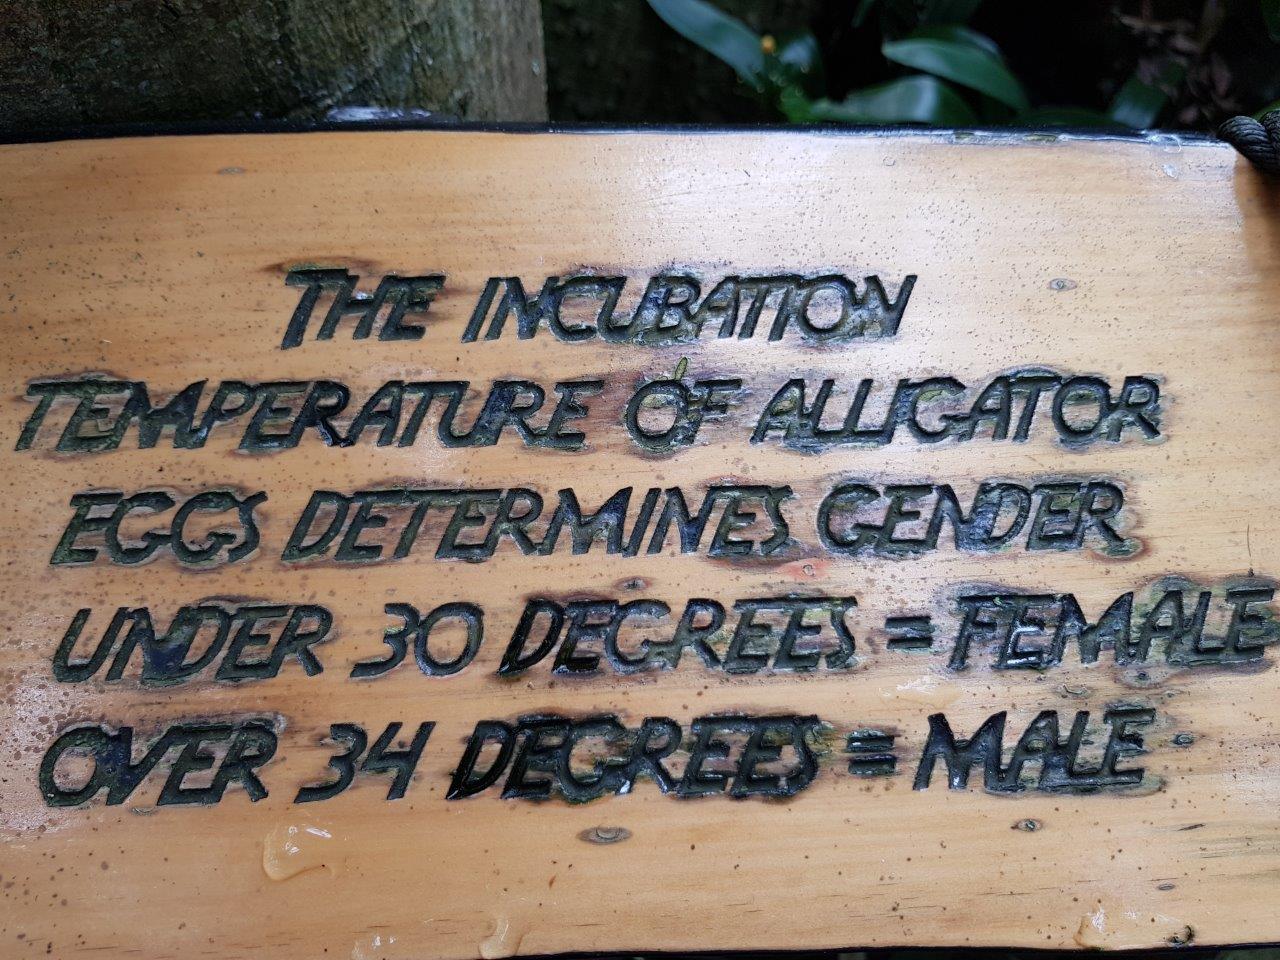 THE INCUBATION
TEMPERATURE OF ALLIGATOR
EGGS DETERMINES GENDER
UNDER 30 DEGREES = FEMALE
OVER 34 DEGREES = MALE